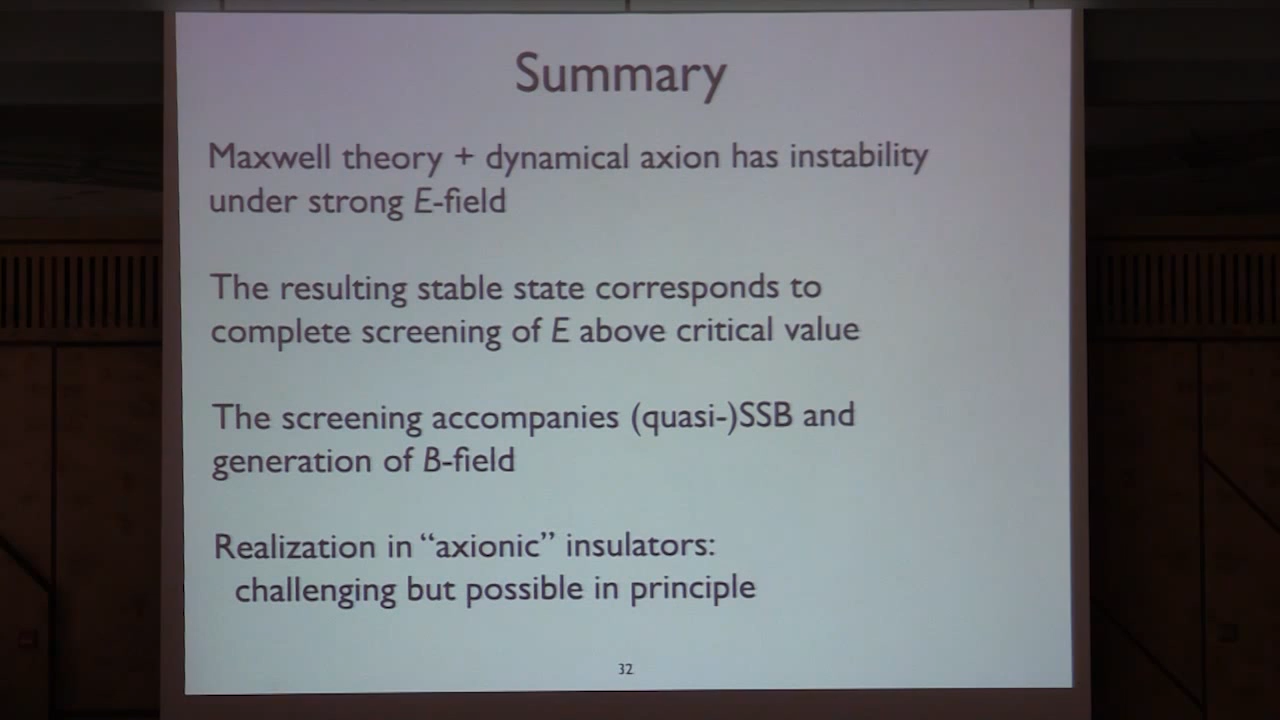 Summary
Maxwell theory + dynamical axion has instability
under strong E-field
The resulting stable state corresponds to
complete screening of E above critical value
The screening accompanies (quasi-)SSB and
generation of B-field
Realization in “axionic” insulators:
challenging but possible in principle
32